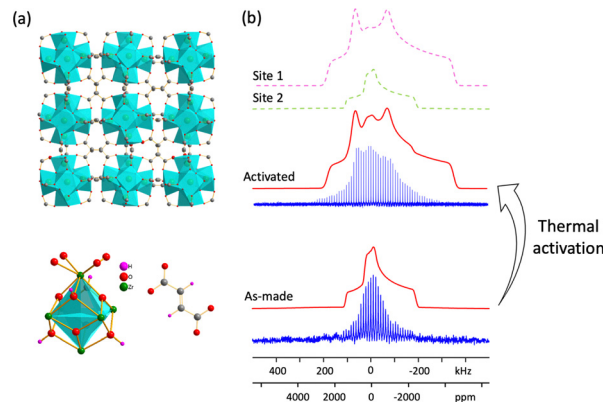 (a)
(b)
Site 1
Site 2
Activated
Thermal
activation
As-made
H
O
Zr
400 200 0 -200 kHz
4000 2000 0 -2000 ppm